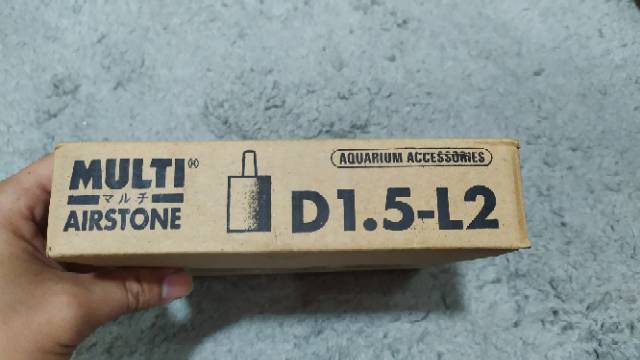 MULTI®
マルチ
AIRSTONE
AQUARIUM ACCESSORIES
D1.5-L2